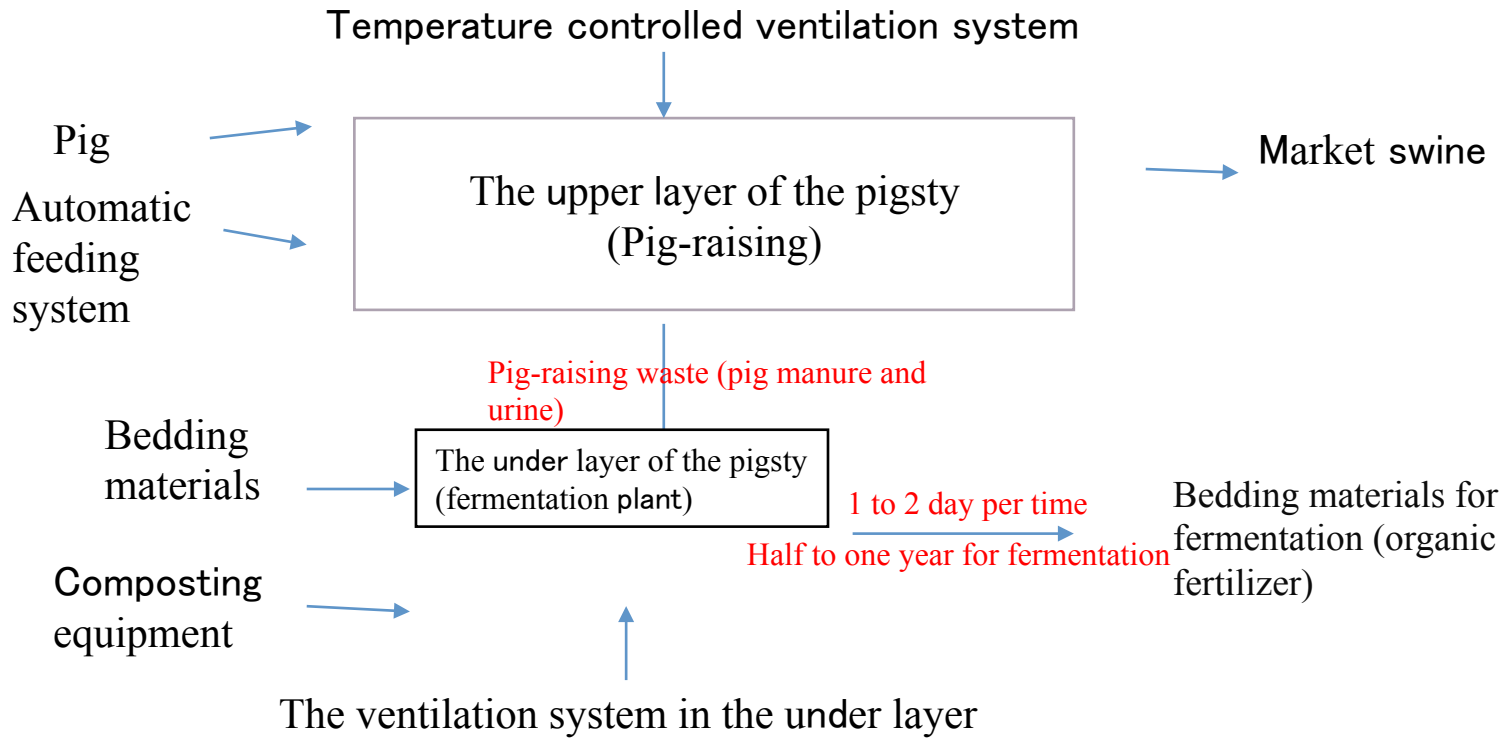 Temperature controlled ventilation system
Pig
Market swine
Automatic
feeding
system
The upper layer of the pigsty
(Pig-raising)
Pig-raising waste (pig manure and
urine)
Bedding
materials
The under layer of the pigsty
(fermentation plant)
1 to 2 day per time
Half to one year for fermentation
Bedding materials for
fermentation (organic
fertilizer)
Composting
equipment
The ventilation system in the under layer